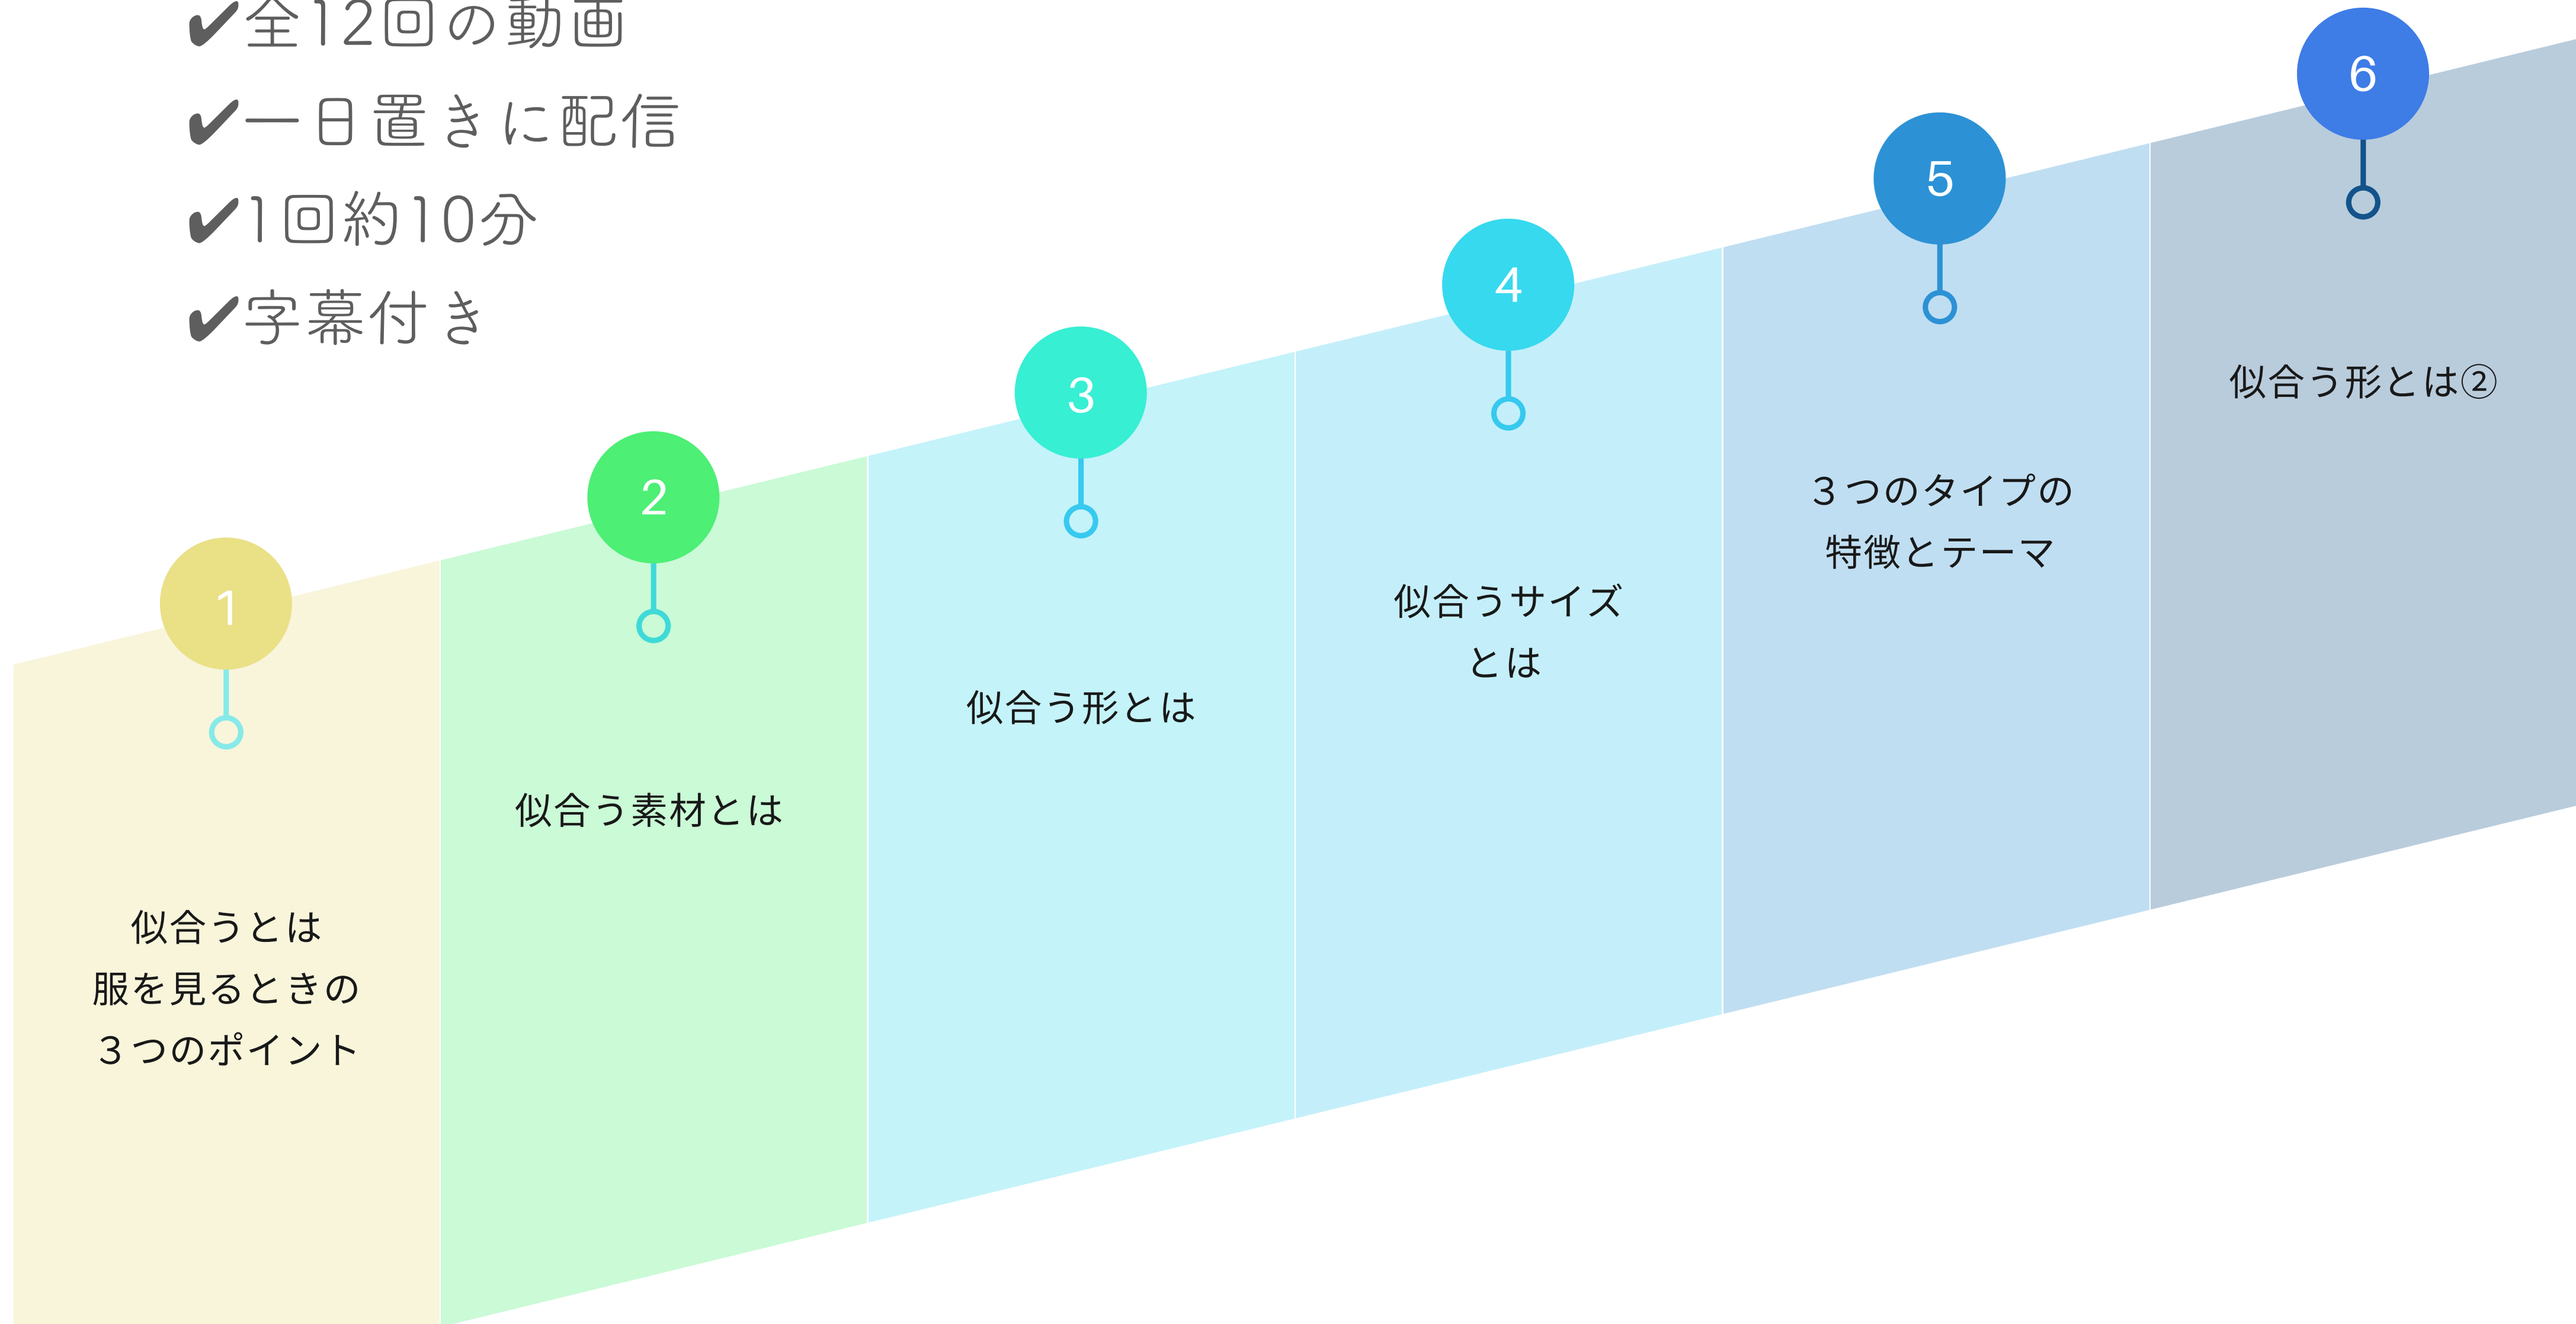 ✔全12回の動画
✔一日置きに配信
✔1回約10分
✔字幕付き
1
似合うとは
服を見るときの
３つのポイント
2
似合う素材とは
3
似合う形とは
4
似合うサイズ
とは
5
３つのタイプの
特徴とテーマ
6
似合う形とは②